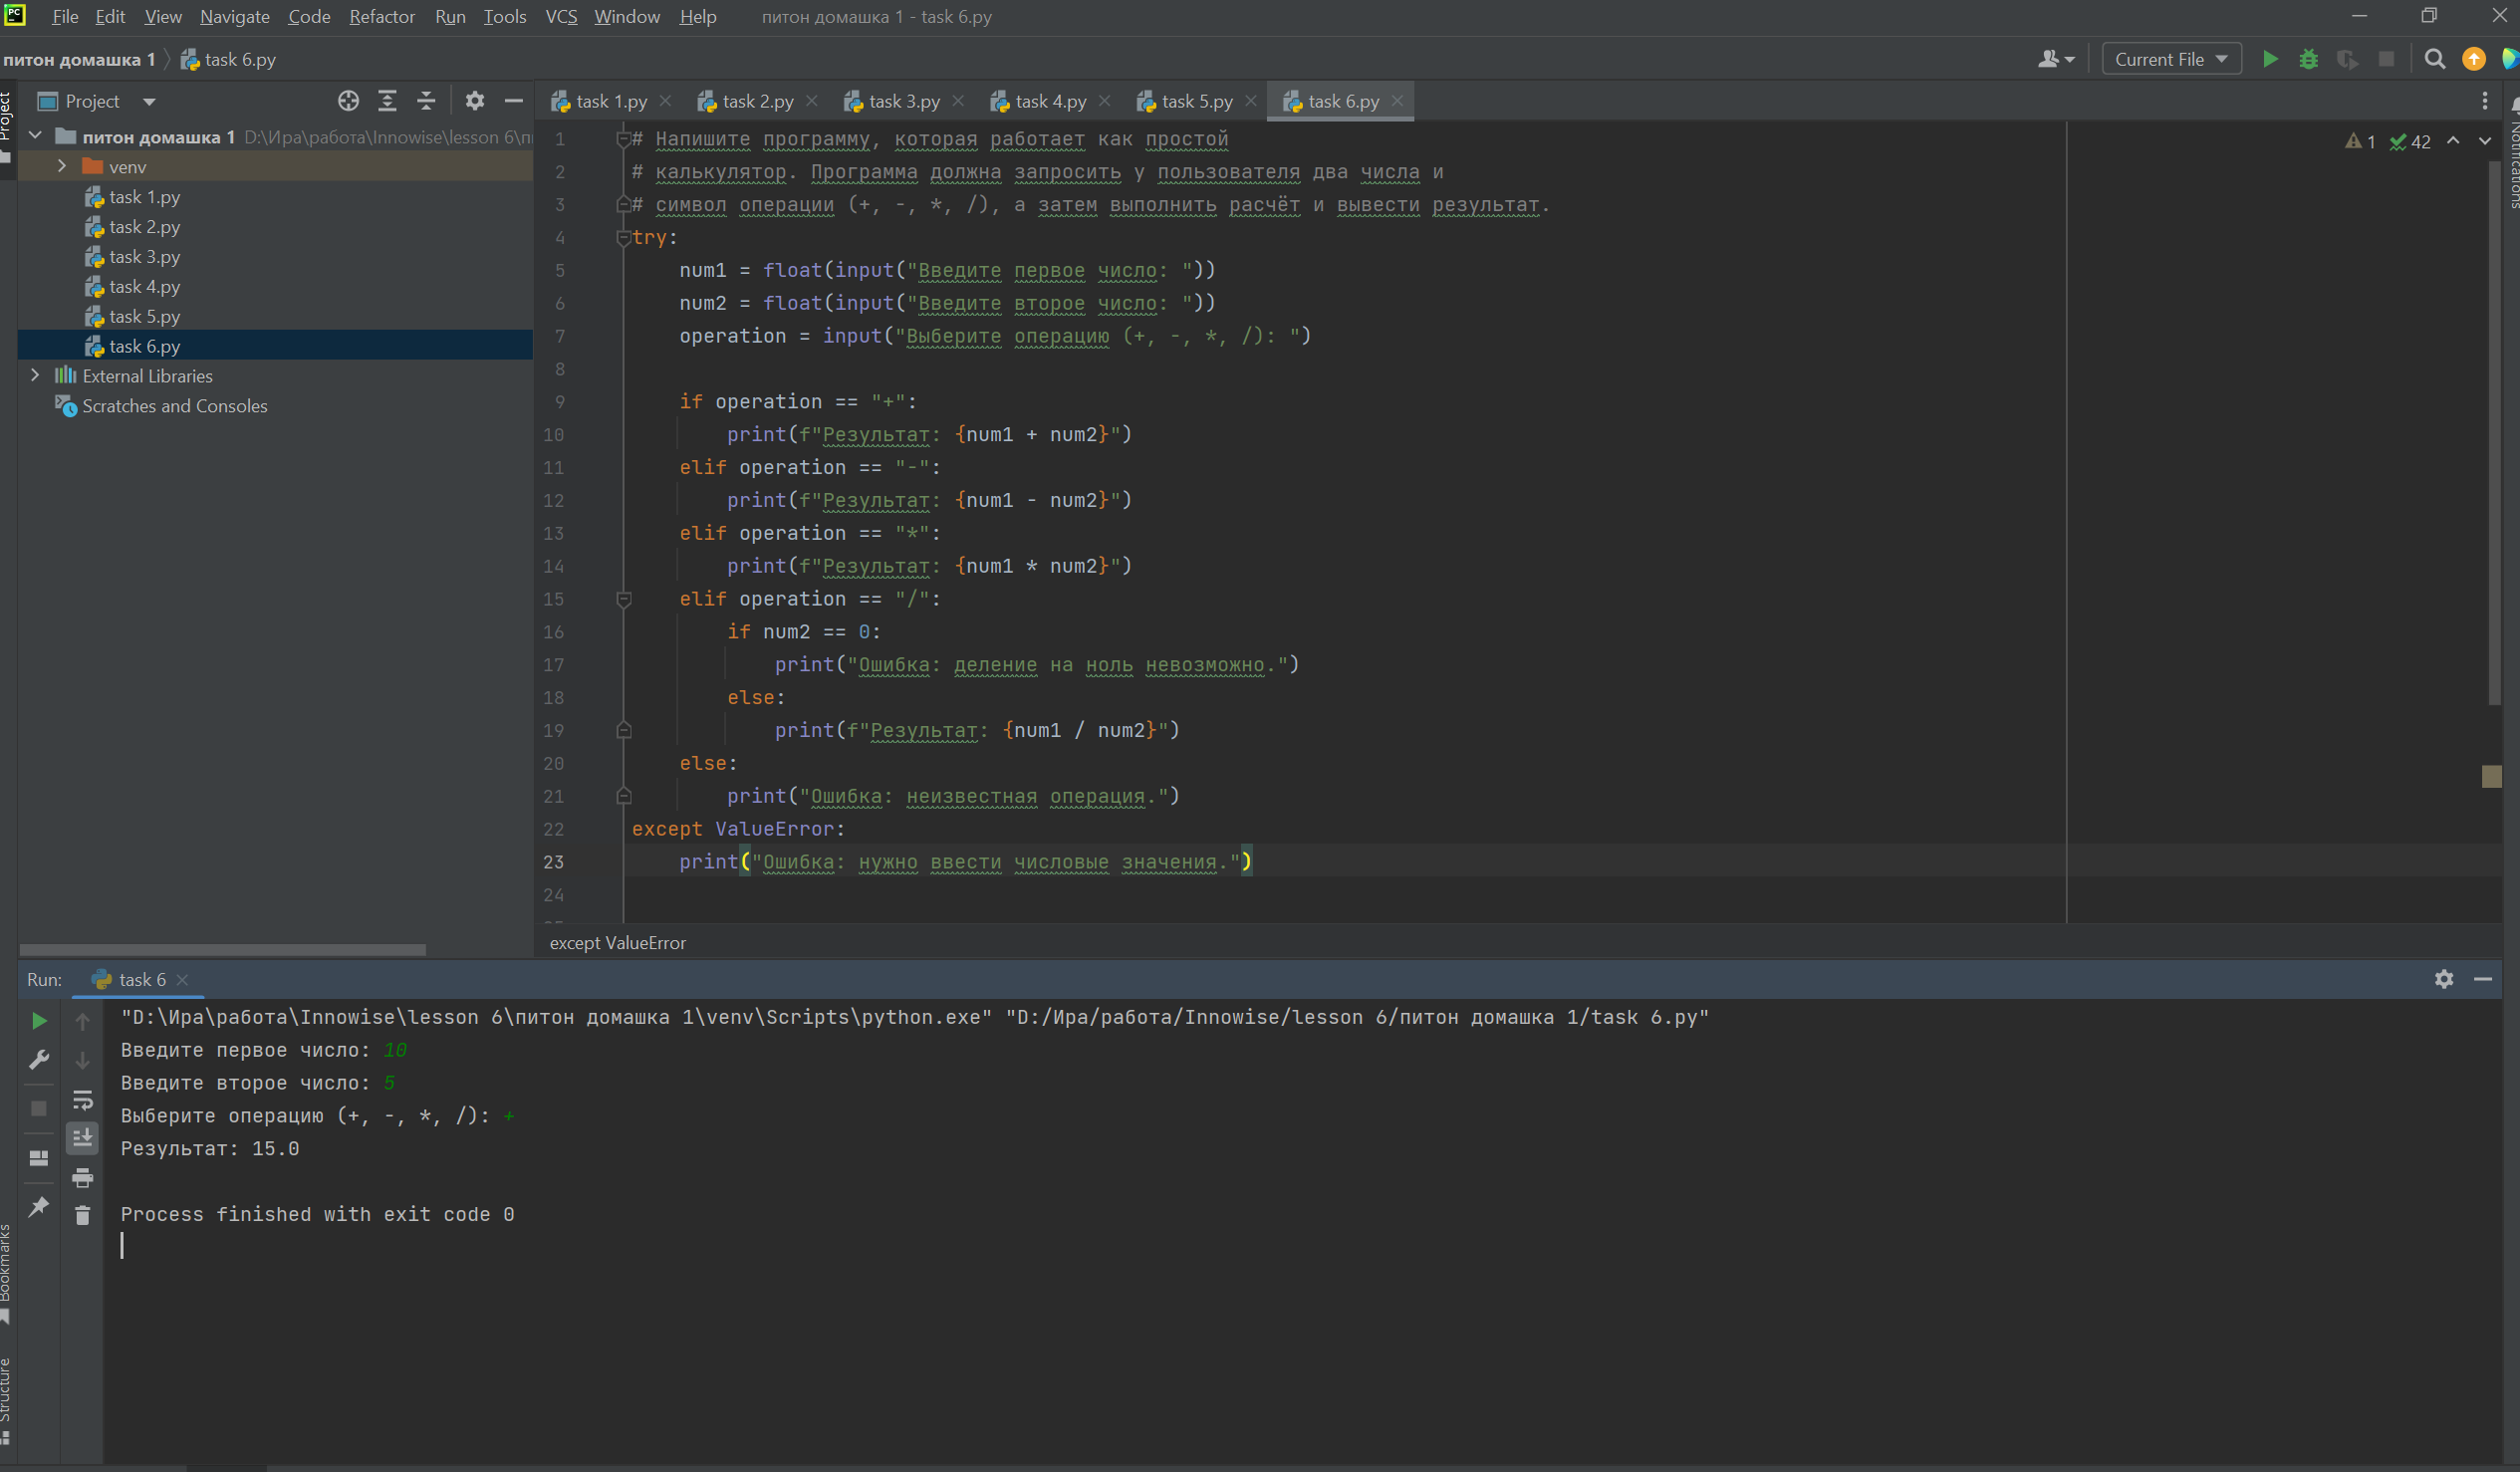 PC File Edit View Navigate Code Refactor Run Tools VCS Window Help питон домашка 1 - task 6.py
питон домашка 1 task 6.py Current File
Project
Project task 1.py task 2.py task 3.py task 4.py task 5.py task 6.py
Notifications
питон домашка 1 D:\Ира\работа\Innowise\lesson 6\
venv
task 1.py
task 2.py
task 3.py
task 4.py
task 5.py
task 6.py
External Libraries
Scratches and Consoles
1 42
1 # Напишите программу, которая работает как простой
2 # калькулятор. Программа должна запросить у пользователя два числа и
3 # символ операции (+, -, *, /), а затем выполнить расчёт и вывести результат.
4 try:
5 num1 = float(input("Введите первое число: "))
6 num2 = float(input("Введите второе число: "))
7 operation = input("Выберите операцию (+, -, *, /): ")
8
9 if operation == "+":
10 print(f"Результат: {num1 + num2}")
11 elif operation == "-":
12 print(f"Результат: {num1 - num2}")
13 elif operation == "*":
14 print(f"Результат: {num1 * num2}")
15 elif operation == "/":
16 if num2 == 0:
17 print("Ошибка: деление на ноль невозможно.")
18 else:
19 print(f"Результат: {num1 / num2}")
20 else:
21 print("Ошибка: неизвестная операция.")
22 except ValueError:
23 print("Ошибка: нужно ввести числовые значения.")
24
except ValueError
Run: task 6
"D:\Ира\работа\Innowise\lesson 6\питон домашка 1\venv\Scripts\python.exe" "D:/Ира/работа/Innowise/lesson 6/питон домашка 1/task 6.py"
Введите первое число: 10
Введите второе число: 5
Выберите операцию (+, -, *, /): +
Результат: 15.0
Process finished with exit code 0
Bookmarks
Structure